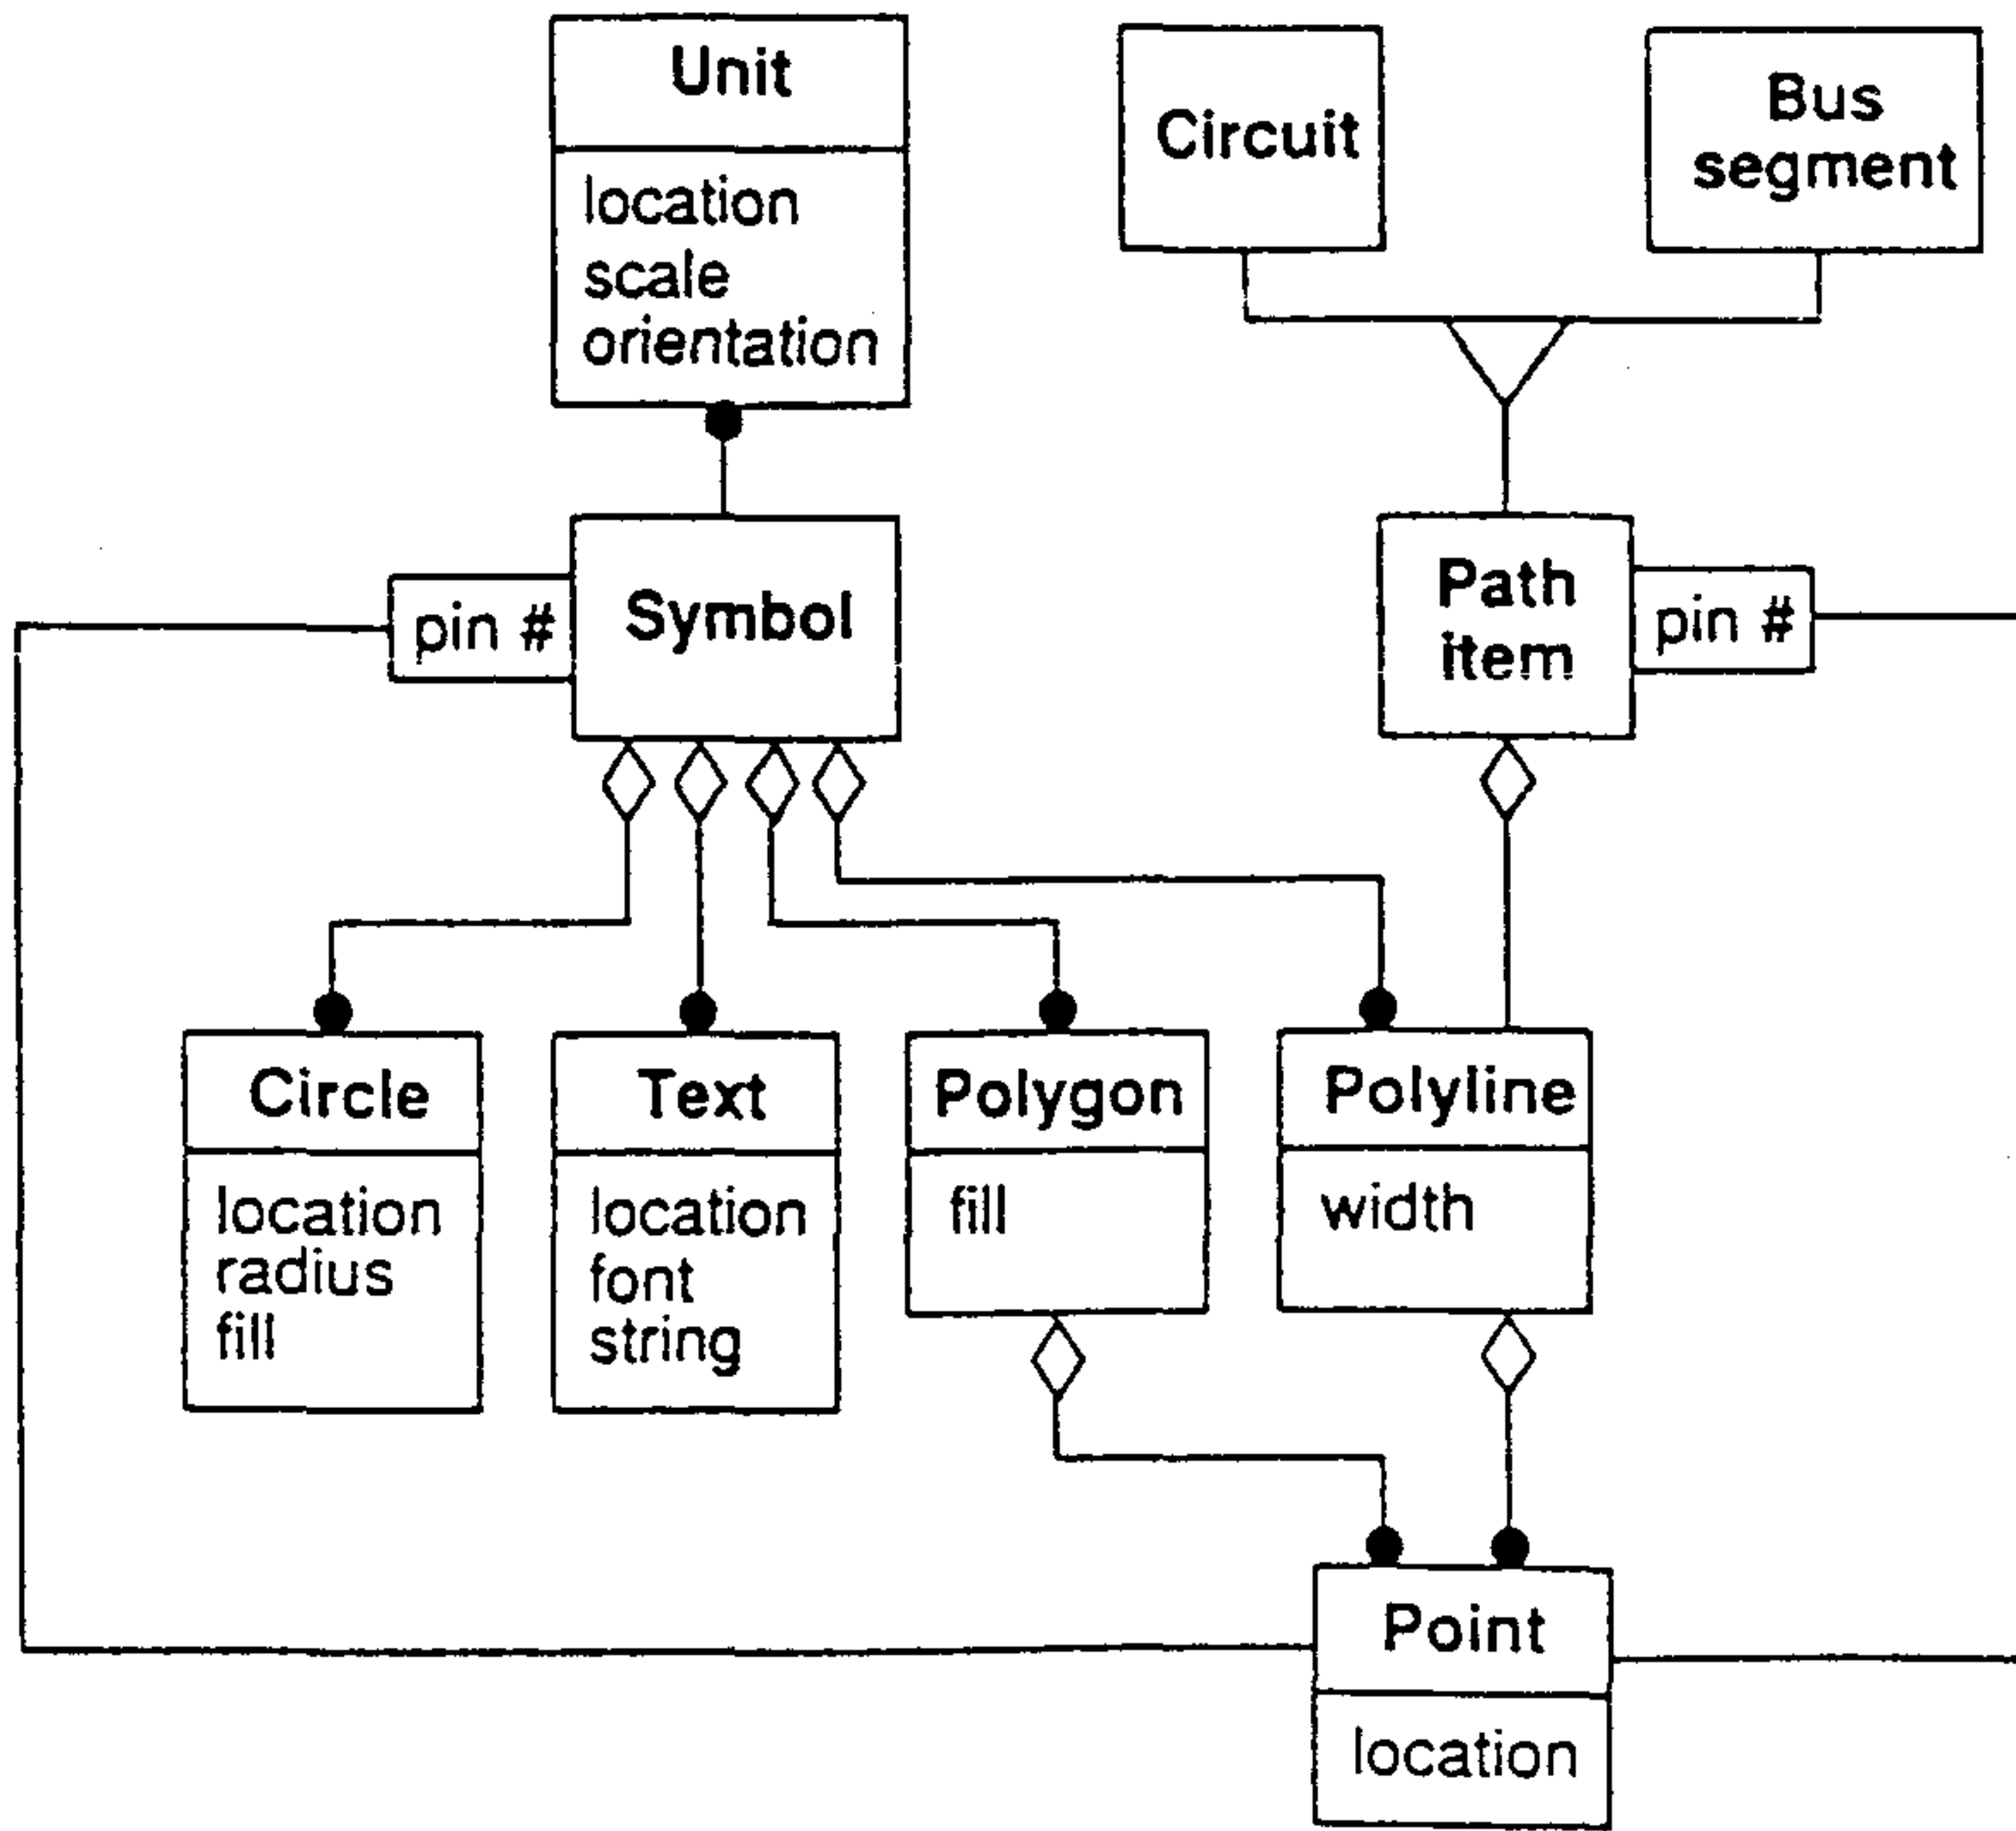 Unit
location
scale
orientation
Circuit
Bus
segment
pin #
Symbol
Path
item
pin #
Circle
location
radius
fill
Text
location
font
string
Polygon
fill
Polyline
width
Point
location